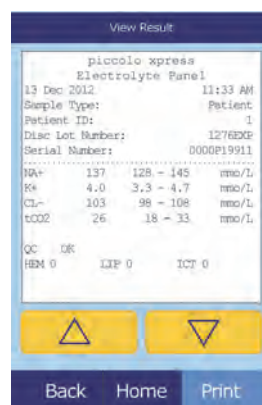 View Result
piccolo xpress
Electrolyte Panel
13 Dec 2012 11:33 AM
Sample Type: Patient
Patient ID: 1
Disc Lot Number: 1276EXP
Serial Number: 0000P19911
NA+ 137 128 - 145 mmo/L
K+ 4.0 3.3 - 4.7 mmo/L
CL- 103 98 - 108 mmo/L
tCO2 26 18 - 33 mmo/L
QC OK
HEM 0 LIP 0 ICT 0
Back Home Print